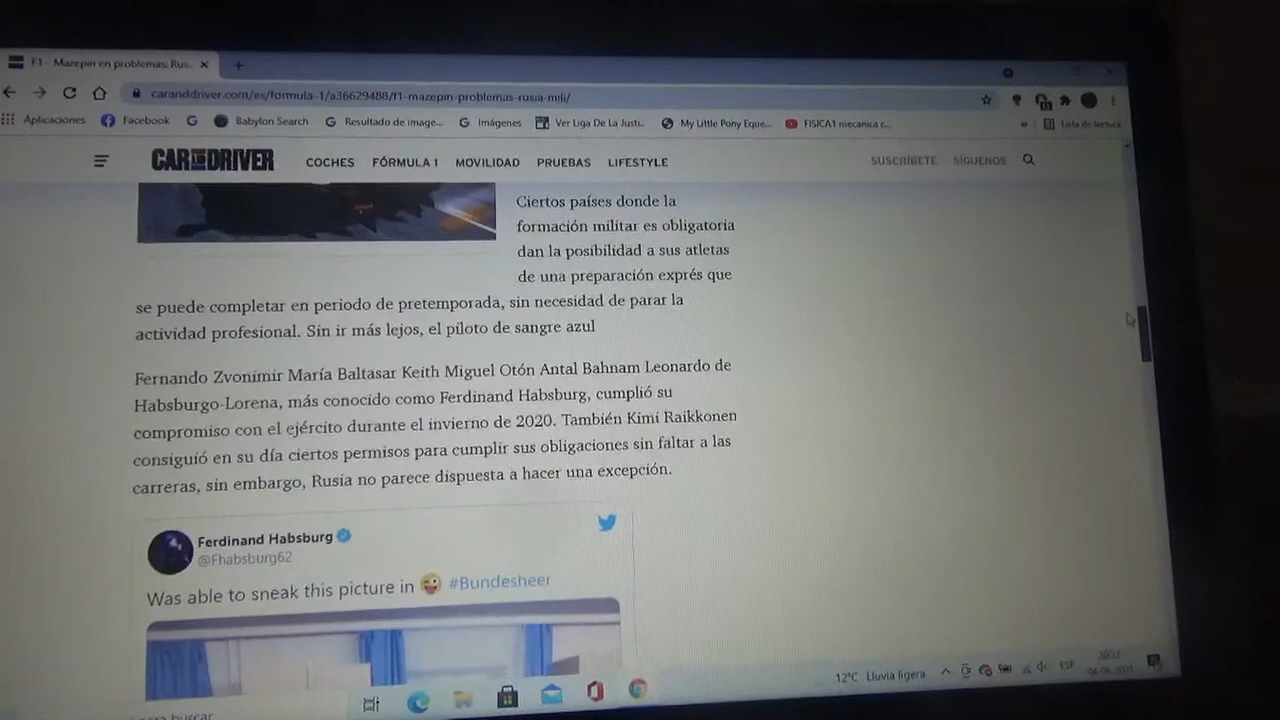 F1 - Mazepin en problemas: Rus
caranddriver.com/es/formula-1/a36629488/f1-mazepin-problemas-rusia-mili/
Aplicaciones Facebook Babylon Search Resultado de image... Imágenes Ver Liga De La Justi... My Little Pony Eque... FISICA1 mecanica c... » Lista de lectura
CAR AND DRIVER COCHES FÓRMULA 1 MOVILIDAD PRUEBAS LIFESTYLE SUSCRÍBETE SÍGUENOS
Ciertos países donde la
formación militar es obligatoria
dan la posibilidad a sus atletas
de una preparación exprés que
se puede completar en periodo de pretemporada, sin necesidad de parar la
actividad profesional. Sin ir más lejos, el piloto de sangre azul
Fernando Zvonimir María Baltasar Keith Miguel Otón Antal Bahnam Leonardo de
Habsburgo-Lorena, más conocido como Ferdinand Habsburg, cumplió su
compromiso con el ejército durante el invierno de 2020. También Kimi Raikkonen
consiguió en su día ciertos permisos para cumplir sus obligaciones sin faltar a las
carreras, sin embargo, Rusia no parece dispuesta a hacer una excepción.
Ferdinand Habsburg
@Fhabsburg62
Was able to sneak this picture in 😜 #Bundesheer
12°C Lluvia ligera ESP
buscar